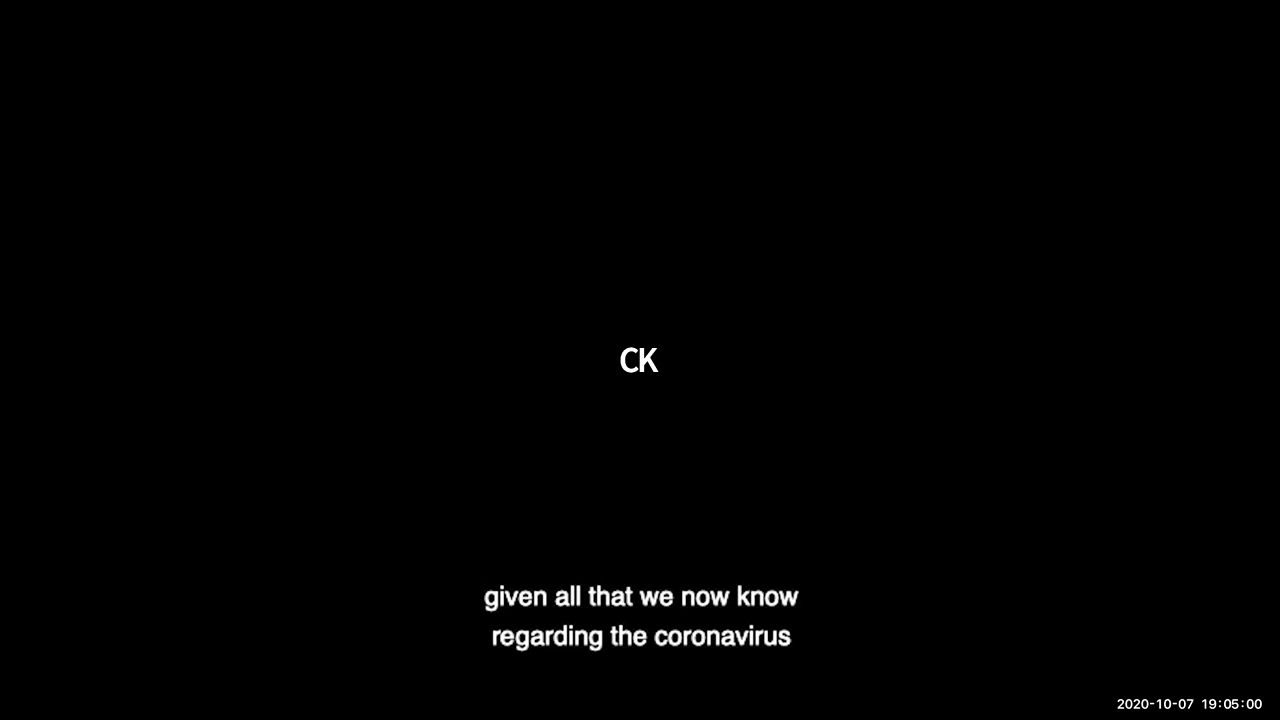 CK
given all that we now know
regarding the coronavirus
2020-10-07 19:05:00